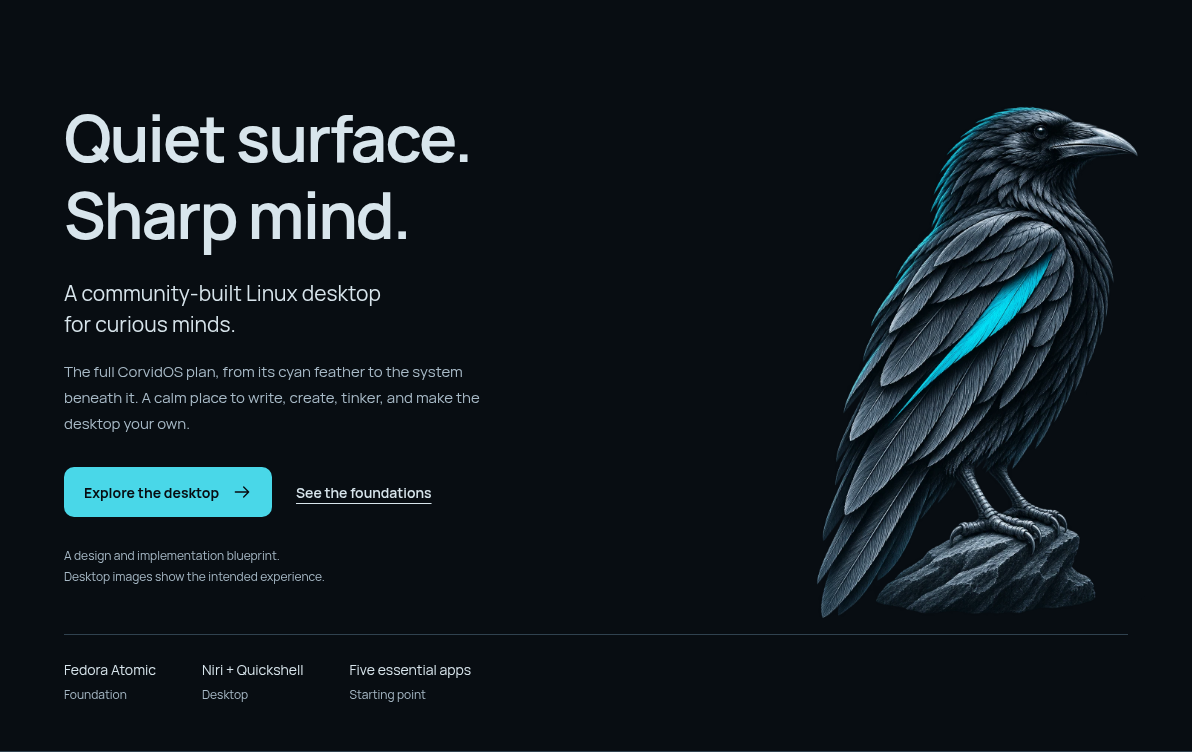 Quiet surface.
Sharp mind.
A community-built Linux desktop
for curious minds.
The full CorvidOS plan, from its cyan feather to the system
beneath it. A calm place to write, create, tinker, and make the
desktop your own.
Explore the desktop →
See the foundations
A design and implementation blueprint.
Desktop images show the intended experience.
Fedora Atomic
Foundation
Niri + Quickshell
Desktop
Five essential apps
Starting point